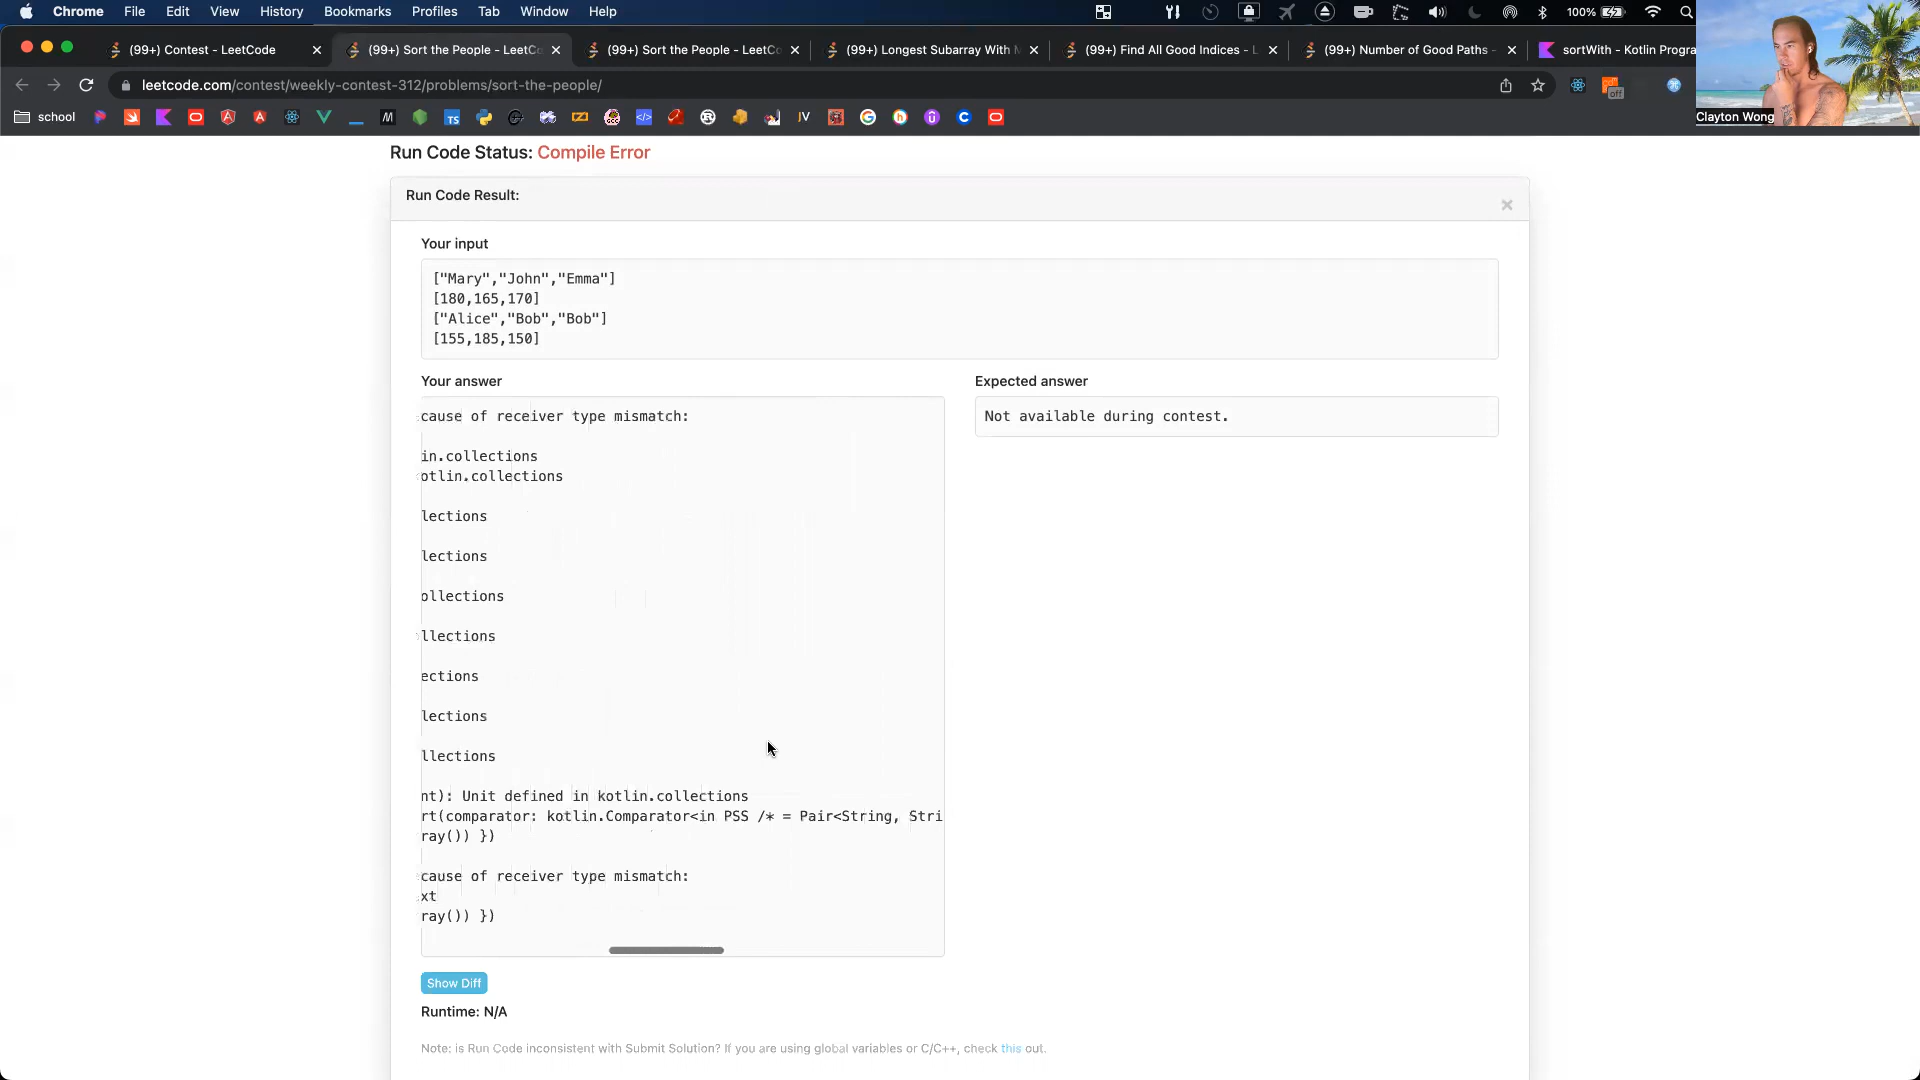 Chrome File Edit View History Bookmarks Profiles Tab Window Help 100%
(99+) Contest - LeetCode
(99+) Sort the People - LeetCo
(99+) Sort the People - LeetCo
(99+) Longest Subarray With M
(99+) Find All Good Indices - L
(99+) Number of Good Paths -
sortWith - Kotlin Progra
leetcode.com/contest/weekly-contest-312/problems/sort-the-people/
off
school
TS
JV
Clayton Wong
Run Code Status: Compile Error
Run Code Result:
Your input
["Mary","John","Emma"]
[180,165,170]
["Alice","Bob","Bob"]
[155,185,150]
Your answer
cause of receiver type mismatch:
in.collections
otlin.collections
lections
lections
ollections
llections
ections
lections
llections
nt): Unit defined in kotlin.collections
rt(comparator: kotlin.Comparator<in PSS /* = Pair<String, Stri
ray()) })
cause of receiver type mismatch:
xt
ray()) })
Expected answer
Not available during contest.
Show Diff
Runtime: N/A
Note: is Run Code inconsistent with Submit Solution? If you are using global variables or C/C++, check this out.